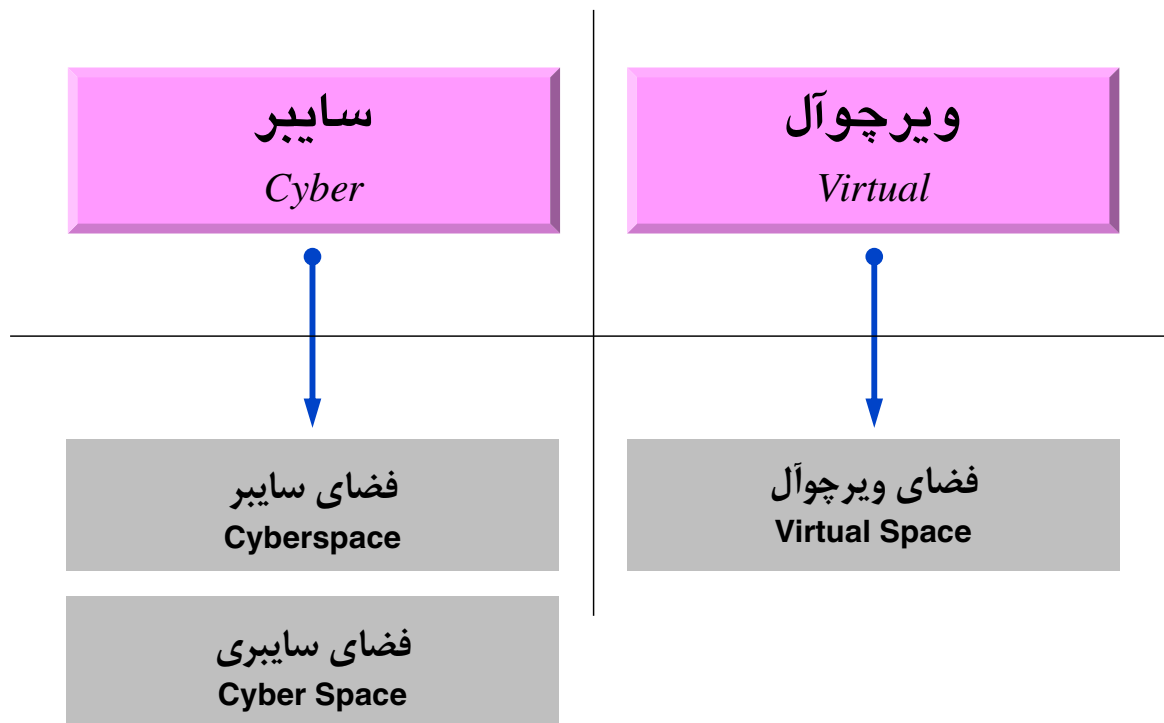 ویرچوآل
Virtual
سایبر
Cyber
فضای ویرچوآل
Virtual Space
فضای سایبر
Cyberspace
فضای سایبری
Cyber Space